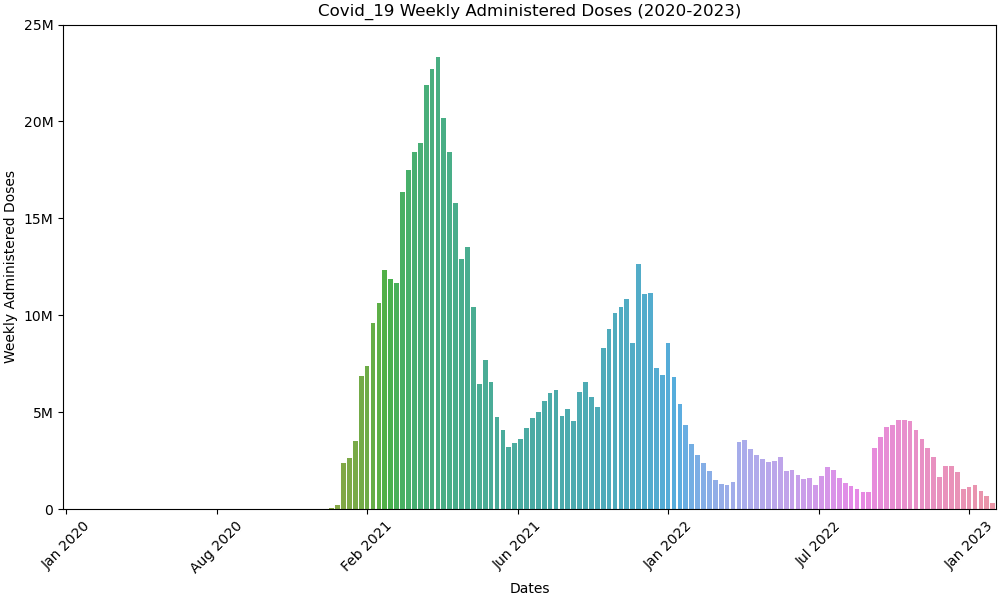 Covid_19 Weekly Administered Doses (2020-2023)
25M
20M
15M
10M
5M
0
Weekly Administered Doses
Jan 2020
Aug 2020
Feb 2021
Jun 2021
Jan 2022
Jul 2022
Jan 2023
Dates